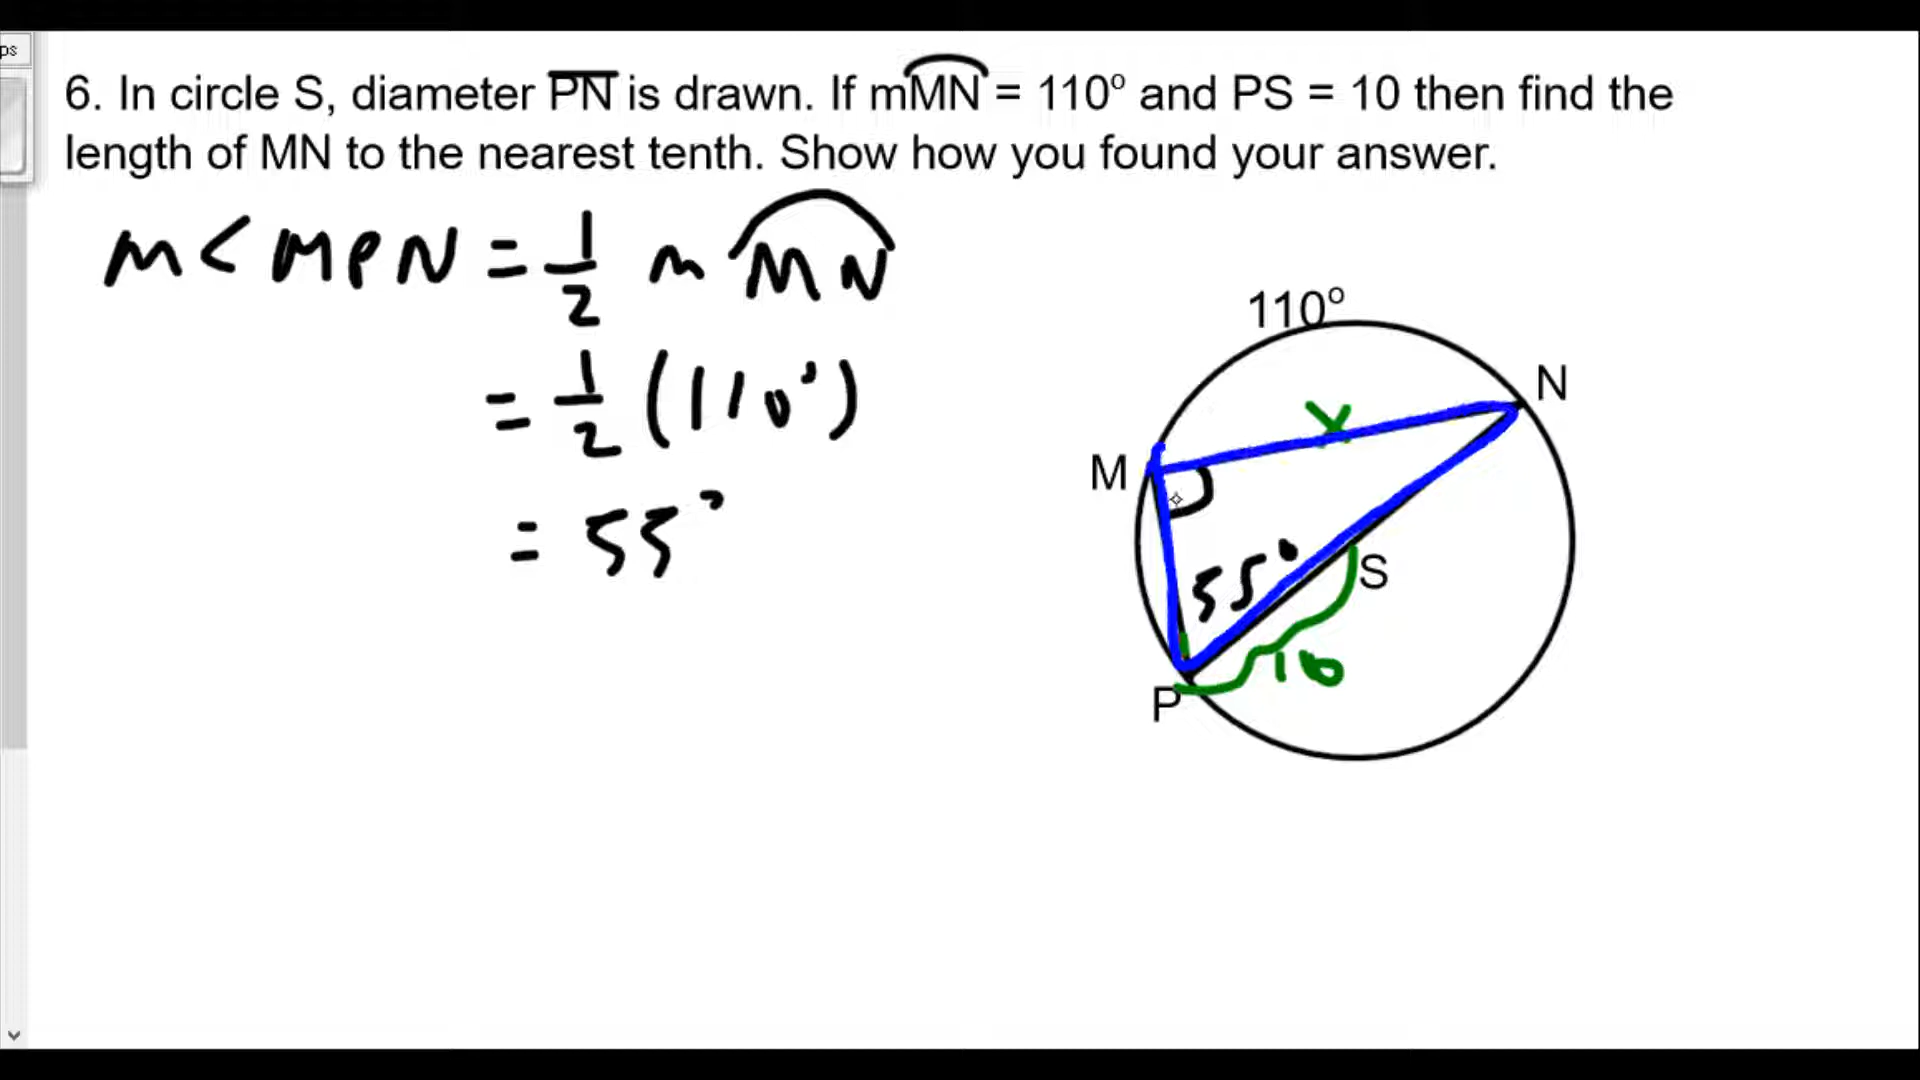 ps
6. In circle S, diameter PN is drawn. If mMN = 110° and PS = 10 then find the
length of MN to the nearest tenth. Show how you found your answer.
m< MPN = 1/2 m MN
= 1/2 (110°)
= 55°
110°
N
x
M
55°
S
10
P